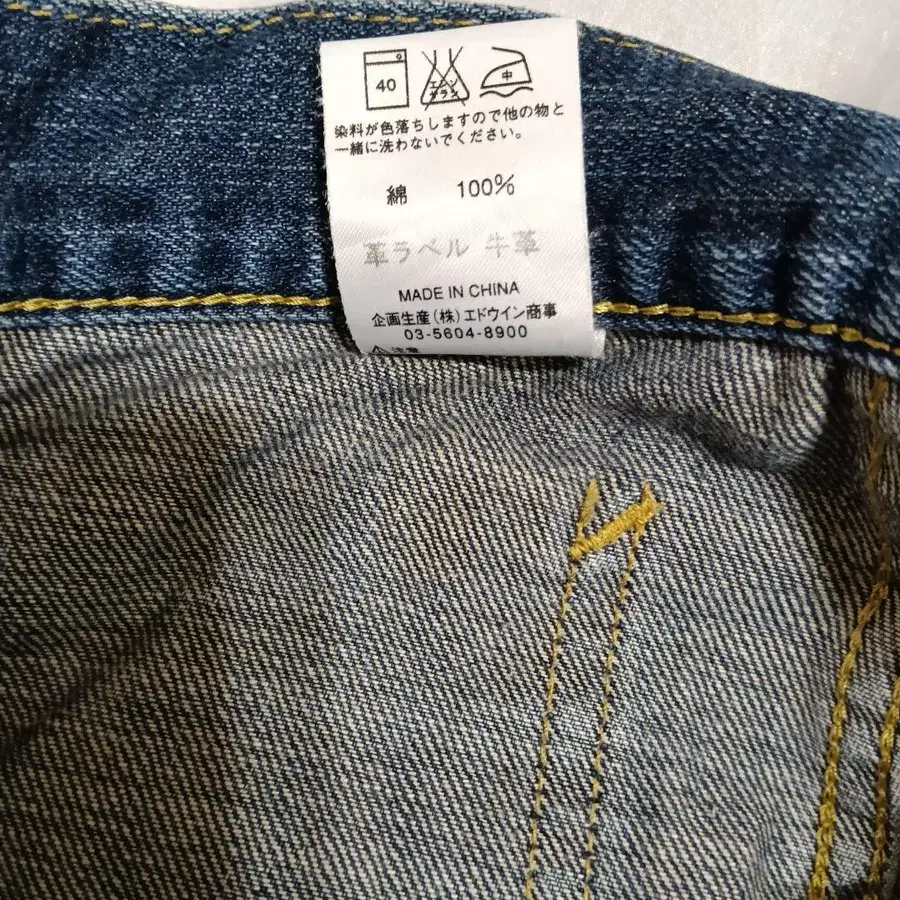 40 エンソ サラシ 中
染料が色落ちしますので他の物と
一緒に洗わないでください。
綿 100%
革ラベル 牛革
MADE IN CHINA
企画生産(株)エドウイン商事
03-5604-8900
注意